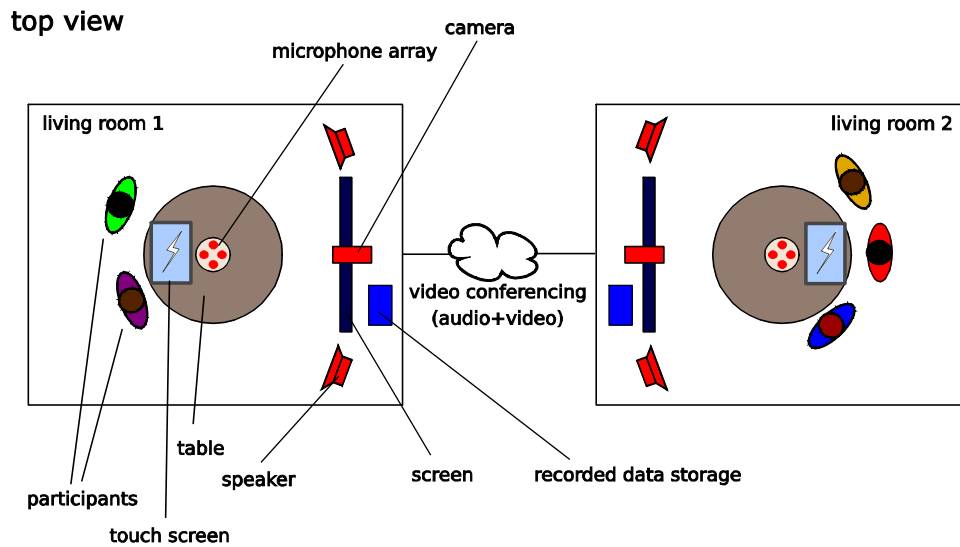 top view
camera
microphone array
living room 1
living room 2
video conferencing
(audio+video)
table
speaker
screen
recorded data storage
participants
touch screen